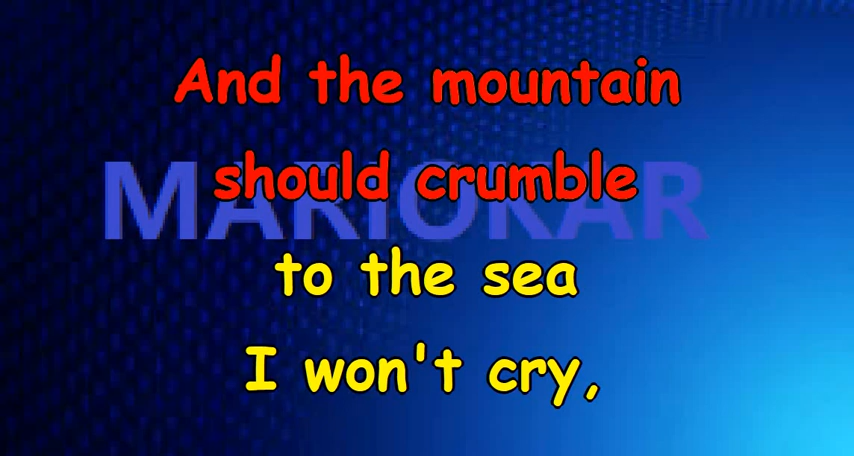 And the mountain
should crumble
MARIOKAR
to the sea
I won't cry,